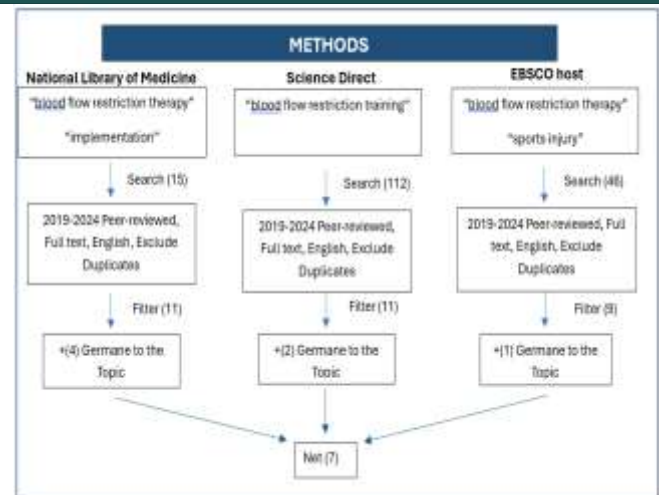 METHODS
National Library of Medicine
"blood flow restriction therapy"
"implementation"
Search (15)
2019-2024 Peer-reviewed,
Full text, English, Exclude
Duplicates
Filter (11)
+(4) Germane to the
Topic
Science Direct
"blood flow restriction training"
Search (112)
2019-2024 Peer-reviewed,
Full text, English, Exclude
Duplicates
Filter (11)
+(2) Germane to the
Topic
EBSCO host
"blood flow restriction therapy"
"sports injury"
Search (46)
2019-2024 Peer-reviewed, Full
text, English, Exclude
Duplicates
Filter (9)
+(1) Germane to the
Topic
Net (7)